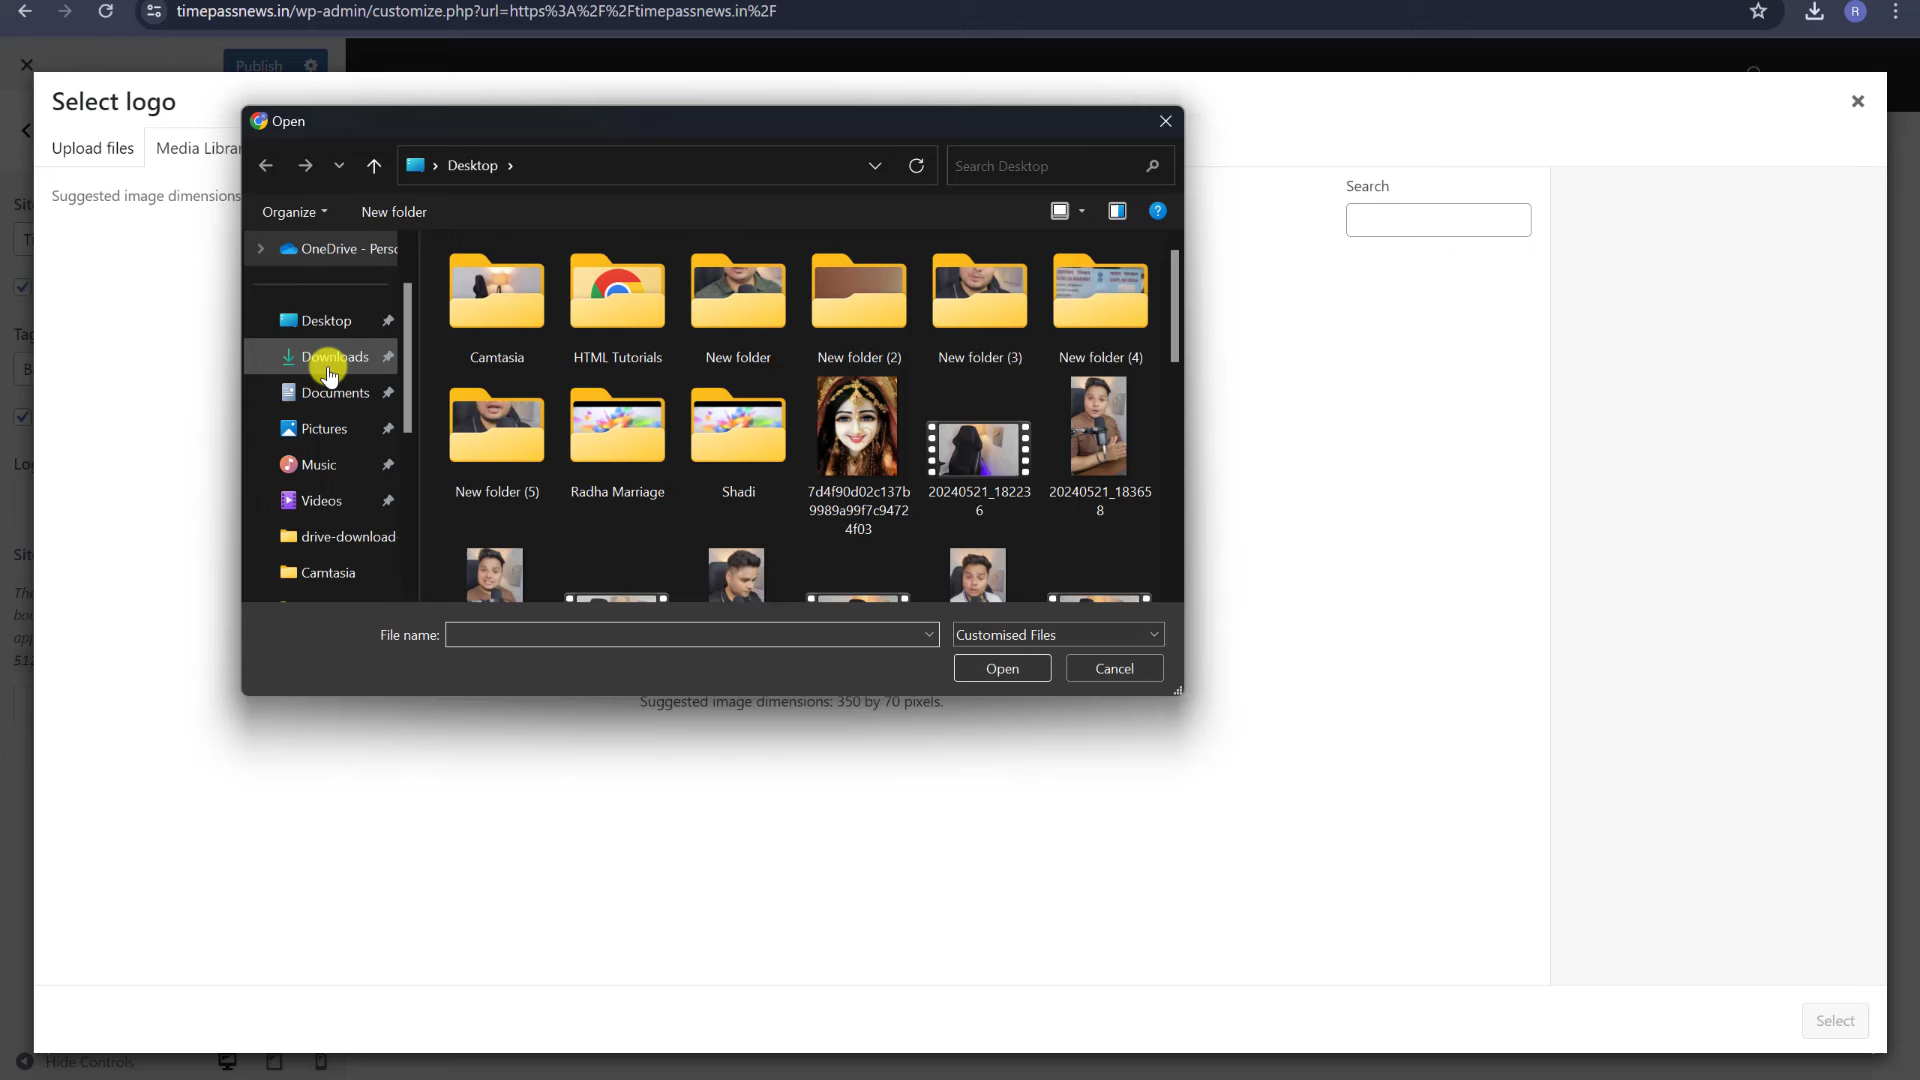 timepassnews.in/wp-admin/customize.php?url=https%3A%2F%2Ftimepassnews.in%2F
R
Publish
Select logo
Upload files
Media Librar
Suggested image dimensions
Open
Desktop
Search Desktop
Organize
New folder
OneDrive - Perso
Desktop
Downloads
Documents
Pictures
Music
Videos
drive-download-
Camtasia
Camtasia
HTML Tutorials
New folder
New folder (2)
New folder (3)
New folder (4)
New folder (5)
Radha Marriage
Shadi
7d4f90d02c137b
9989a99f7c9472
4f03
20240521_18223
6
20240521_18365
8
File name:
Customised Files
Open
Cancel
Suggested image dimensions: 350 by 70 pixels.
Search
Select
Hide Controls